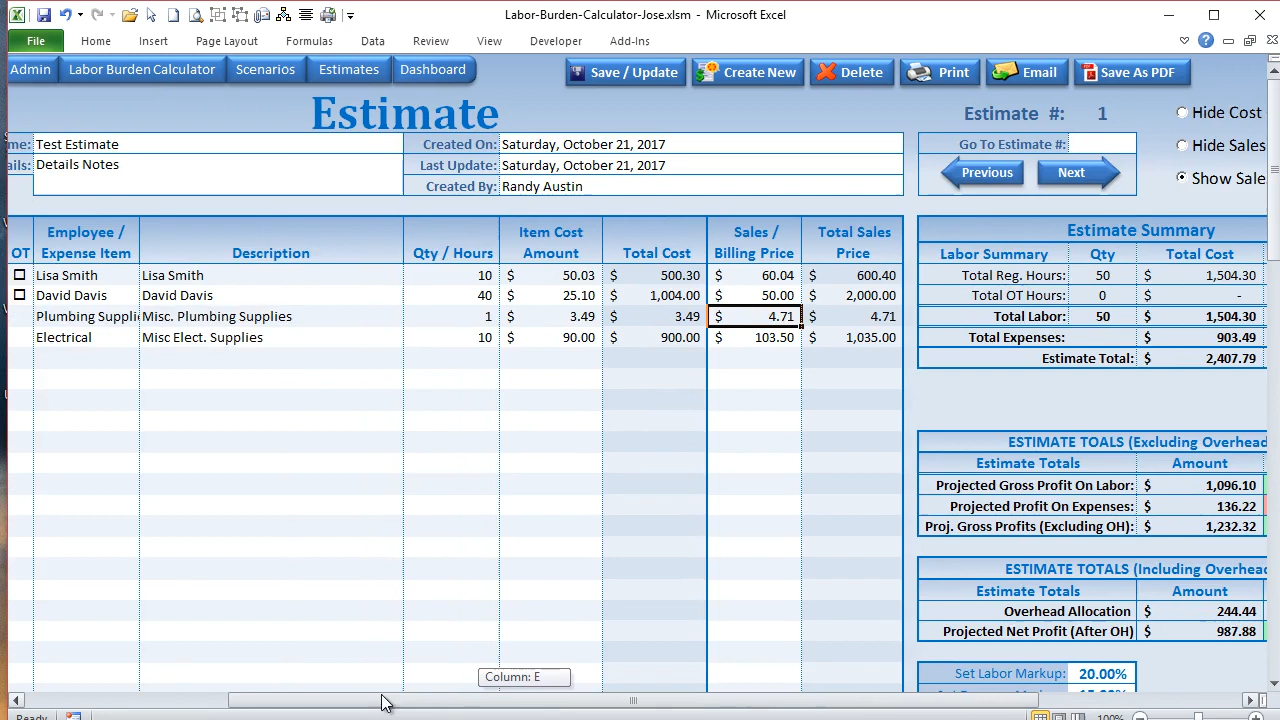 Labor-Burden-Calculator-Jose.xlsm - Microsoft Excel
File Home Insert Page Layout Formulas Data Review View Developer Add-Ins
Admin Labor Burden Calculator Scenarios Estimates Dashboard Save / Update Create New Delete Print Email Save As PDF
Estimate
Estimate #: 1
Hide Cost
me: Test Estimate Created On: Saturday, October 21, 2017 Go To Estimate #: Hide Sales
ails: Details Notes Last Update: Saturday, October 21, 2017 Previous Next Show Sale
Created By: Randy Austin
OT Employee / Expense Item Description Qty / Hours Item Cost Amount Total Cost Sales / Billing Price Total Sales Price
Lisa Smith Lisa Smith 10 $ 50.03 $ 500.30 $ 60.04 $ 600.40
David Davis David Davis 40 $ 25.10 $ 1,004.00 $ 50.00 $ 2,000.00
Plumbing Supplie Misc. Plumbing Supplies 1 $ 3.49 $ 3.49 $ 4.71 $ 4.71
Electrical Misc Elect. Supplies 10 $ 90.00 $ 900.00 $ 103.50 $ 1,035.00
Estimate Summary
Labor Summary Qty Total Cost
Total Reg. Hours: 50 $ 1,504.30
Total OT Hours: 0 $ -
Total Labor: 50 $ 1,504.30
Total Expenses: $ 903.49
Estimate Total: $ 2,407.79
ESTIMATE TOALS (Excluding Overhead
Estimate Totals Amount
Projected Gross Profit On Labor: $ 1,096.10
Projected Profit On Expenses: $ 136.22
Proj. Gross Profits (Excluding OH): $ 1,232.32
ESTIMATE TOTALS (Including Overhead
Estimate Totals Amount
Overhead Allocation $ 244.44
Projected Net Profit (After OH) $ 987.88
Set Labor Markup: 20.00%
Column: E
Ready 100%